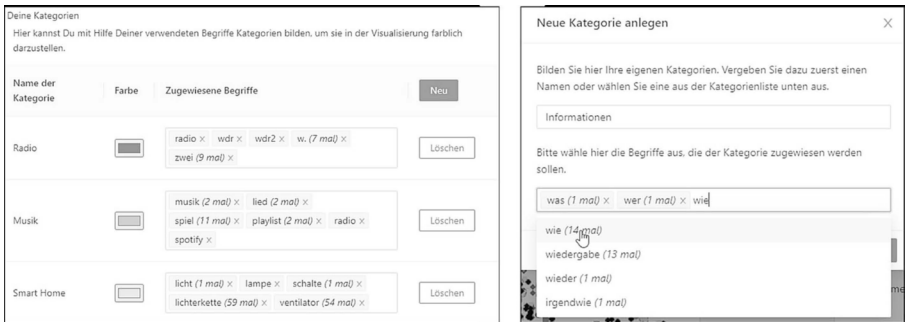 Deine Kategorien
Hier kannst Du mit Hilfe Deiner verwendeten Begriffe Kategorien bilden, um sie in der Visualisierung farblich
darzustellen.
Name der
Kategorie
Farbe
Zugewiesene Begriffe
Neu
Radio
radio × wdr × wdr2 × w. (7 mal) ×
zwei (9 mal) ×
Löschen
Musik
musik (2 mal) × lied (2 mal) ×
spiel (11 mal) × playlist (2 mal) × radio ×
spotify ×
Löschen
Smart Home
licht (1 mal) × lampe × schalte (1 mal) ×
lichterkette (59 mal) × ventilator (54 mal) ×
Löschen
Neue Kategorie anlegen ×
Bilden Sie hier Ihre eigenen Kategorien. Vergeben Sie dazu zuerst einen
Namen oder wählen Sie eine aus der Kategorienliste unten aus.
Informationen
Bitte wähle hier die Begriffe aus, die der Kategorie zugewiesen werden
sollen.
was (1 mal) × wer (1 mal) × wie
wie (14 mal)
wiedergabe (13 mal)
wieder (1 mal)
irgendwie (1 mal)